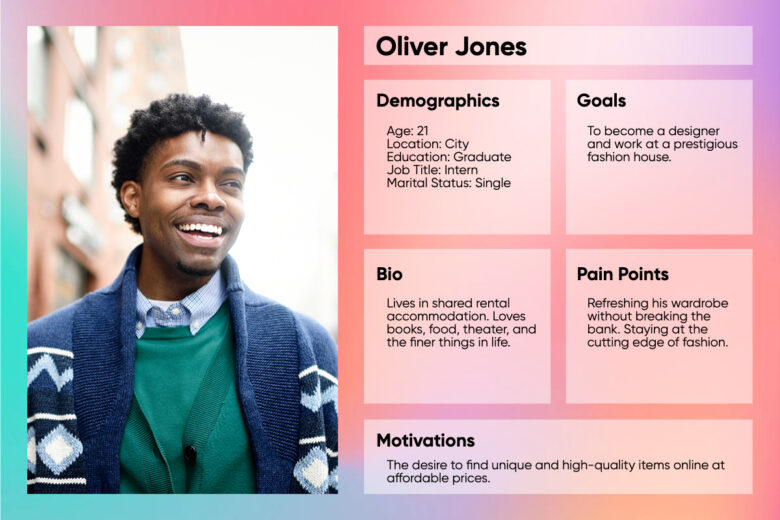 Oliver Jones
Demographics
Age: 21
Location: City
Education: Graduate
Job Title: Intern
Marital Status: Single
Goals
To become a designer
and work at a prestigious
fashion house.
Bio
Lives in shared rental
accommodation. Loves
books, food, theater, and
the finer things in life.
Pain Points
Refreshing his wardrobe
without breaking the
bank. Staying at the
cutting edge of fashion.
Motivations
The desire to find unique and high-quality items online at
affordable prices.